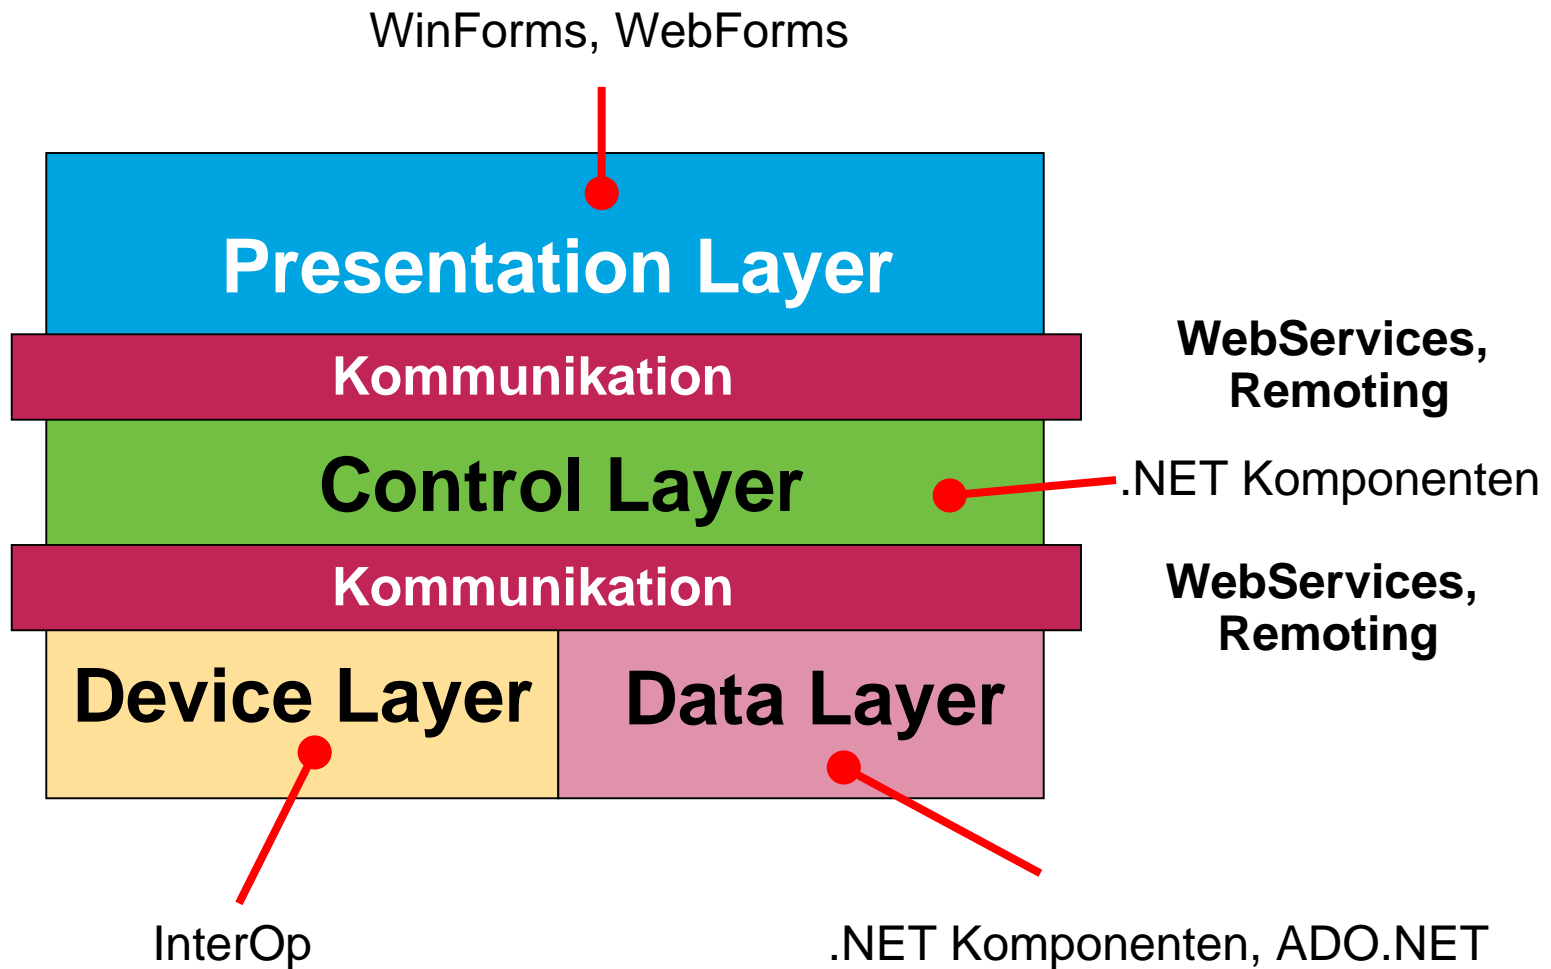 WinForms, WebForms
Presentation Layer
Kommunikation
WebServices,
Remoting
Control Layer
.NET Komponenten
Kommunikation
WebServices,
Remoting
Device Layer
Data Layer
InterOp
.NET Komponenten, ADO.NET